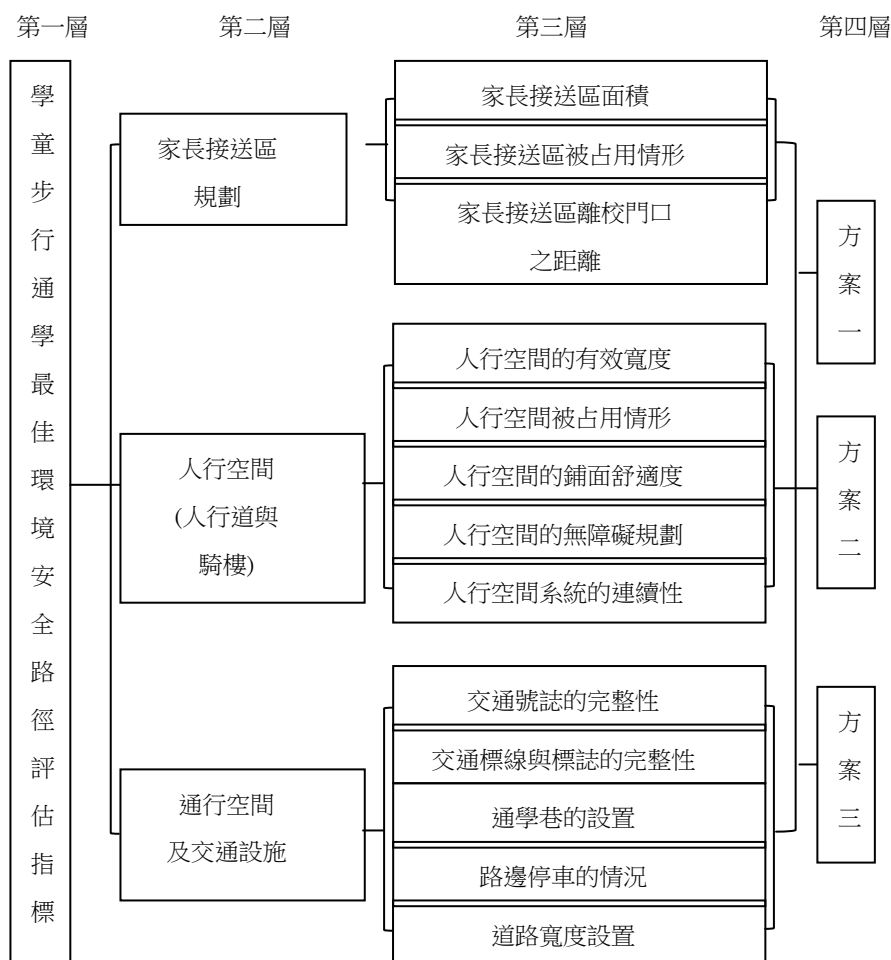 第一層 第二層 第三層 第四層
學童步行通學最佳環境安全路徑評估指標
家長接送區
規劃
人行空間
(人行道與
騎樓)
通行空間
及交通設施
家長接送區面積
家長接送區被占用情形
家長接送區離校門口
之距離
人行空間的有效寬度
人行空間被占用情形
人行空間的鋪面舒適度
人行空間的無障礙規劃
人行空間系統的連續性
交通號誌的完整性
交通標線與標誌的完整性
通學巷的設置
路邊停車的情況
道路寬度設置
方案一
方案二
方案三